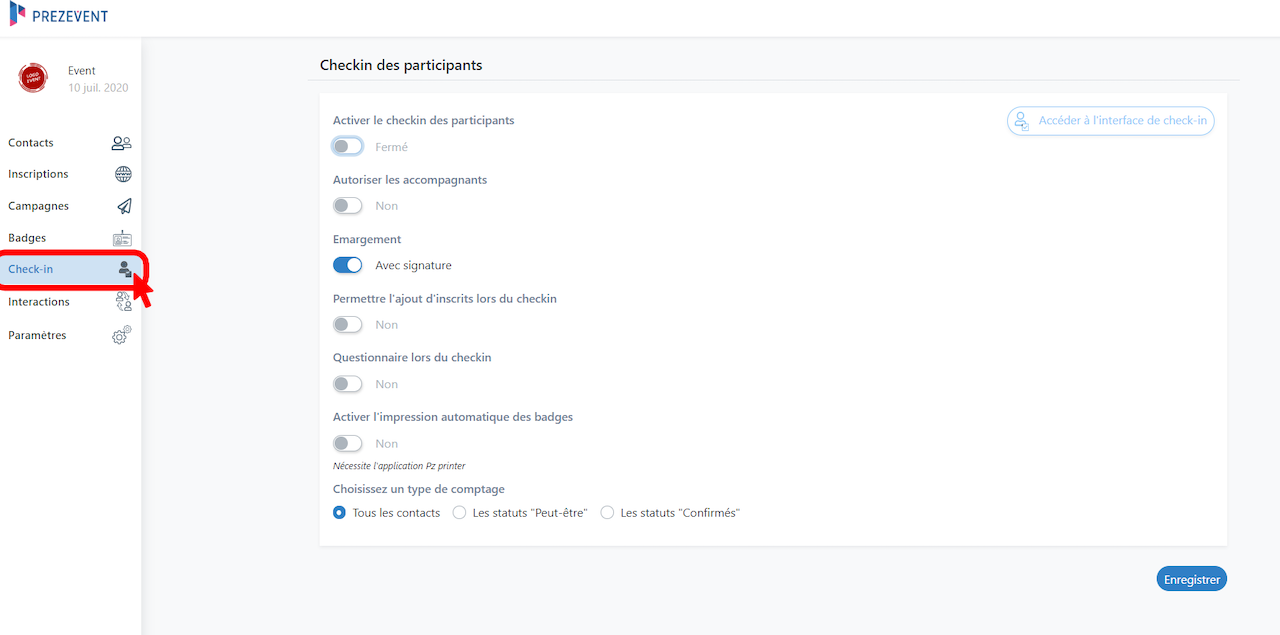 PREZEVENT
LOGO
EVENT
Event
10 juil. 2020
Contacts
Inscriptions
Campagnes
Badges
Check-in
Interactions
Paramètres
Checkin des participants
Activer le checkin des participants
Accéder à l'interface de check-in
Fermé
Autoriser les accompagnants
Non
Emargement
Avec signature
Permettre l'ajout d'inscrits lors du checkin
Non
Questionnaire lors du checkin
Non
Activer l'impression automatique des badges
Non
Nécessite l'application Pz printer
Choisissez un type de comptage
Tous les contacts Les statuts "Peut-être" Les statuts "Confirmés"
Enregistrer